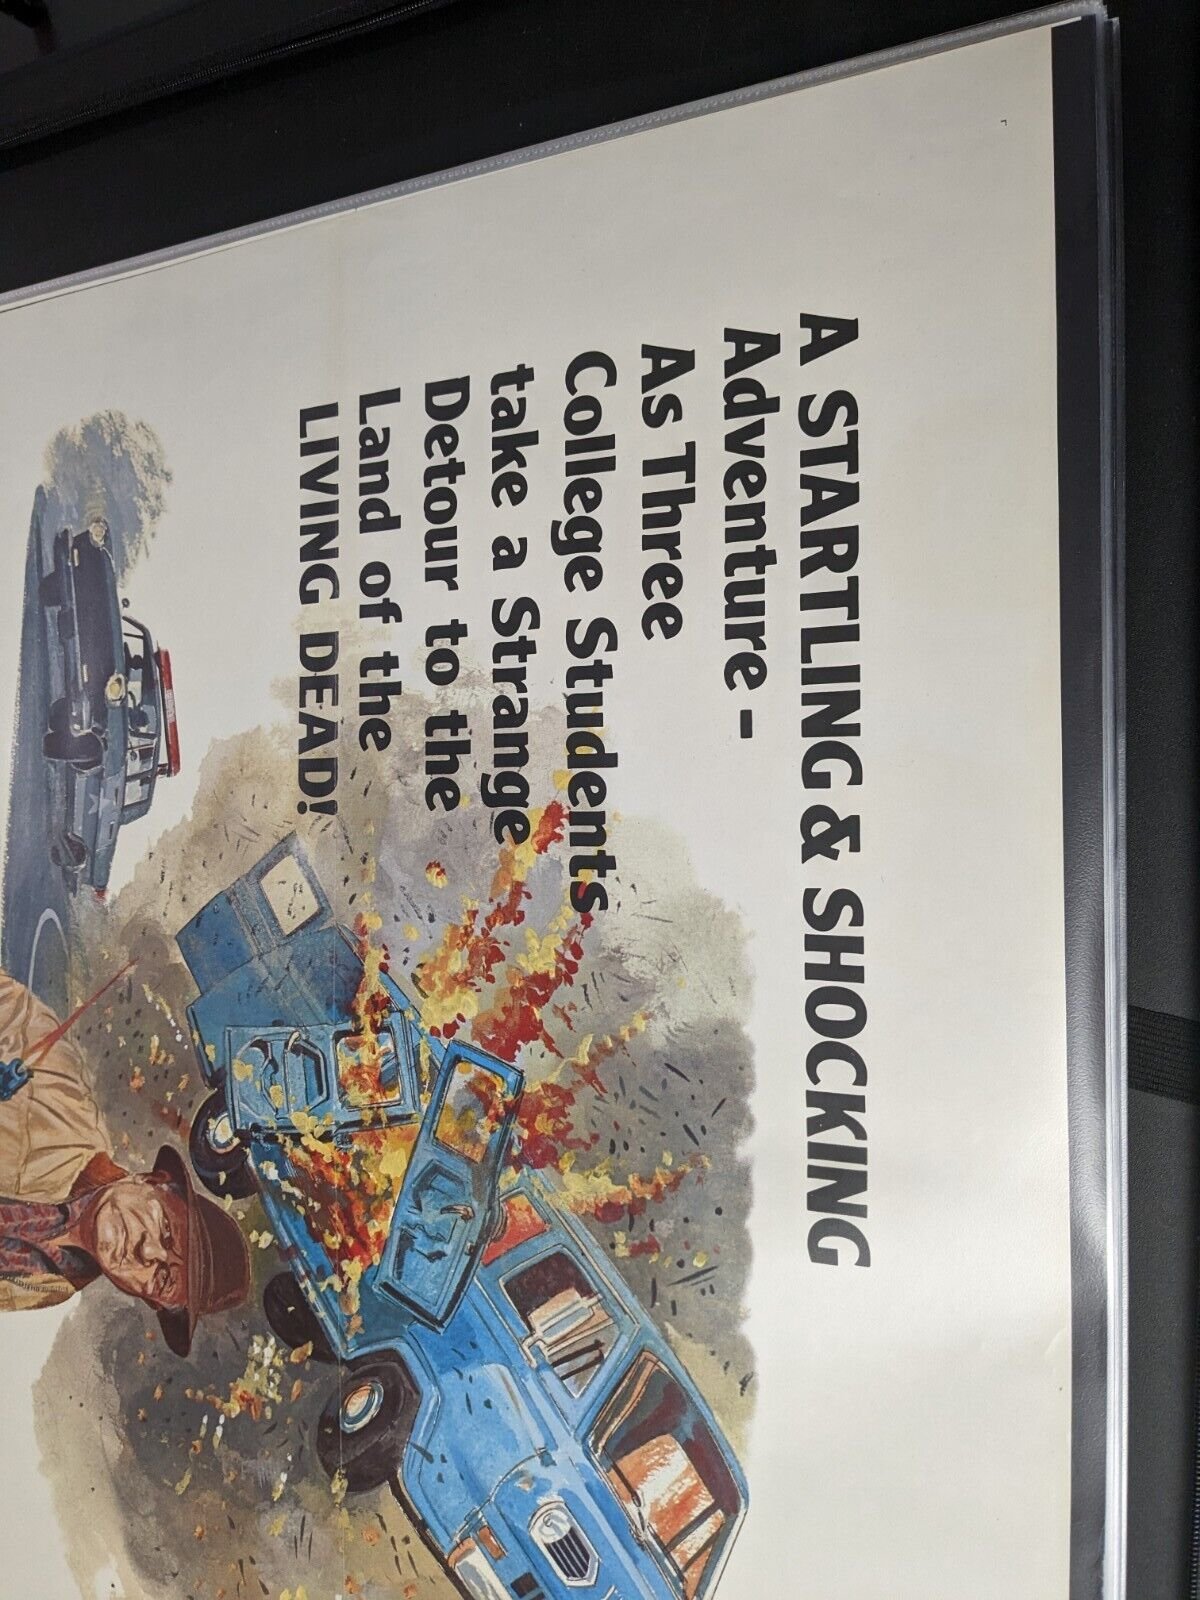 A STARTLING & SHOCKING
Adventure -
As Three
College Students
take a Strange
Detour to the
Land of the
LIVING DEAD!